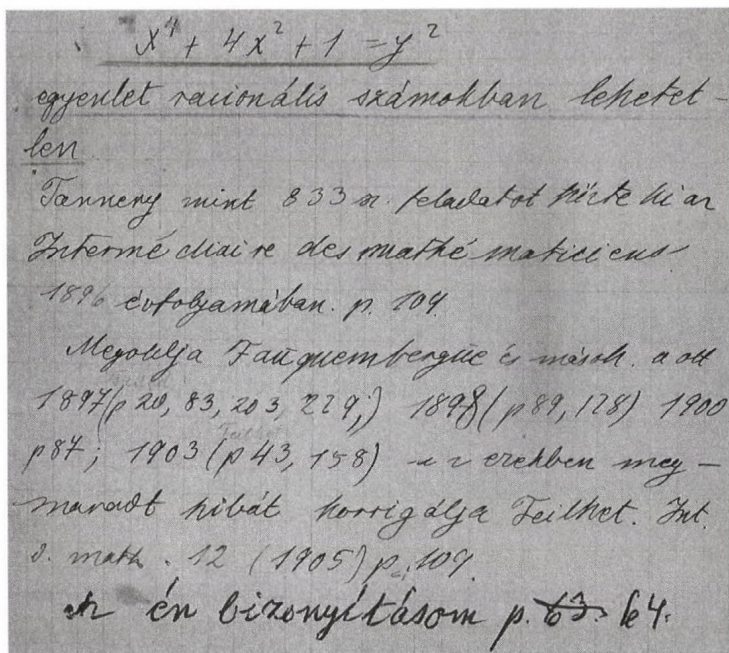 x⁴ + 4x² + 1 = y²
egyenlet racionális számokban lehetet-
len
Tannery mint 833 sz. feladatot tűzte ki az
Intermédiaire des mathématiciens
1896 évfolyamában. p. 104.
Megoldja Fauquembergue és mások. a ott
1897 (p 20, 83, 203, 229;) 1898 (p 89, 128) 1900
p 87; 1903 (p 43, 158) ezekben meg-
maradt hibát korrigálja Teilhet. Int.
d. math. 12 (1905) p. 109.
Az én bizonyításom p. 63. 64.